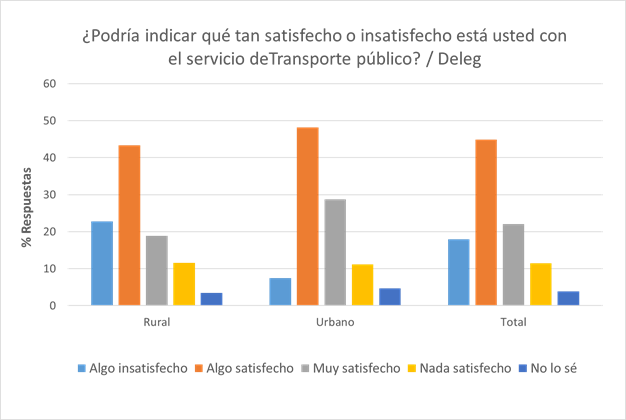 ¿Podría indicar qué tan satisfecho o insatisfecho está usted con
el servicio deTransporte público? / Deleg
60
50
40
30
20
10
0
% Respuestas
Rural Urbano Total
Algo insatisfecho Algo satisfecho Muy satisfecho Nada satisfecho No lo sé